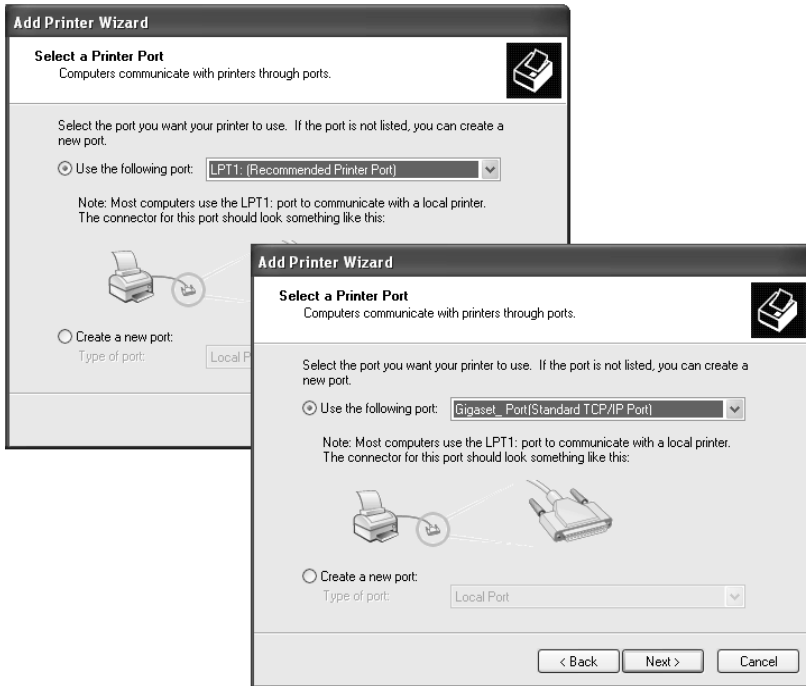 Add Printer Wizard
Select a Printer Port
Computers communicate with printers through ports.
Select the port you want your printer to use. If the port is not listed, you can create a
new port.
Use the following port: LPT1: (Recommended Printer Port)
Note: Most computers use the LPT1: port to communicate with a local printer.
The connector for this port should look something like this:
Create a new port:
Type of port: Local P
Add Printer Wizard
Select a Printer Port
Computers communicate with printers through ports.
Select the port you want your printer to use. If the port is not listed, you can create a
new port.
Use the following port: Gigaset_ Port(Standard TCP/IP Port)
Note: Most computers use the LPT1: port to communicate with a local printer.
The connector for this port should look something like this:
Create a new port:
Type of port: Local Port
< Back Next > Cancel